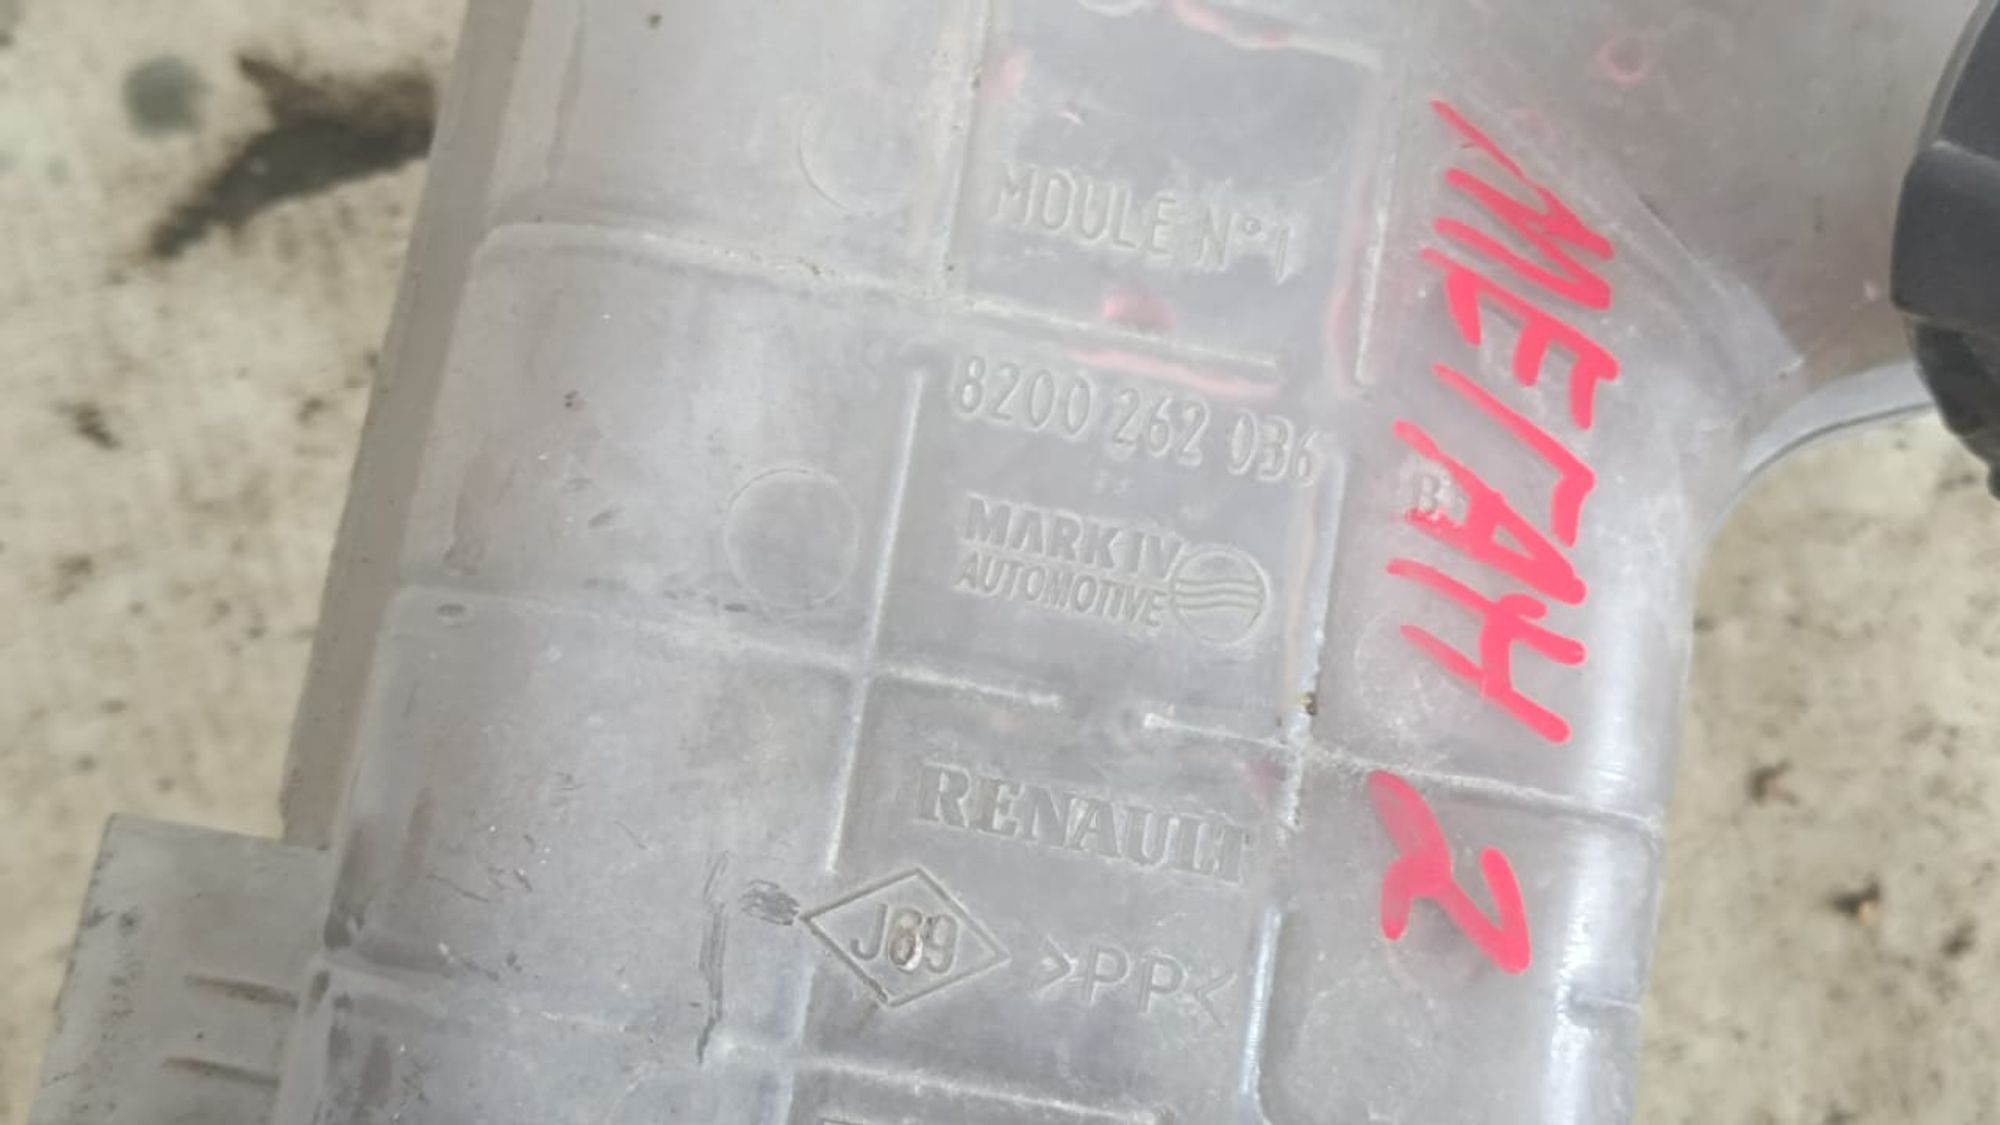 MOULE N°1
8200 262 036
B
MARK IV
AUTOMOTIVE
RENAULT
J69
>PP<
МЕГАН 2